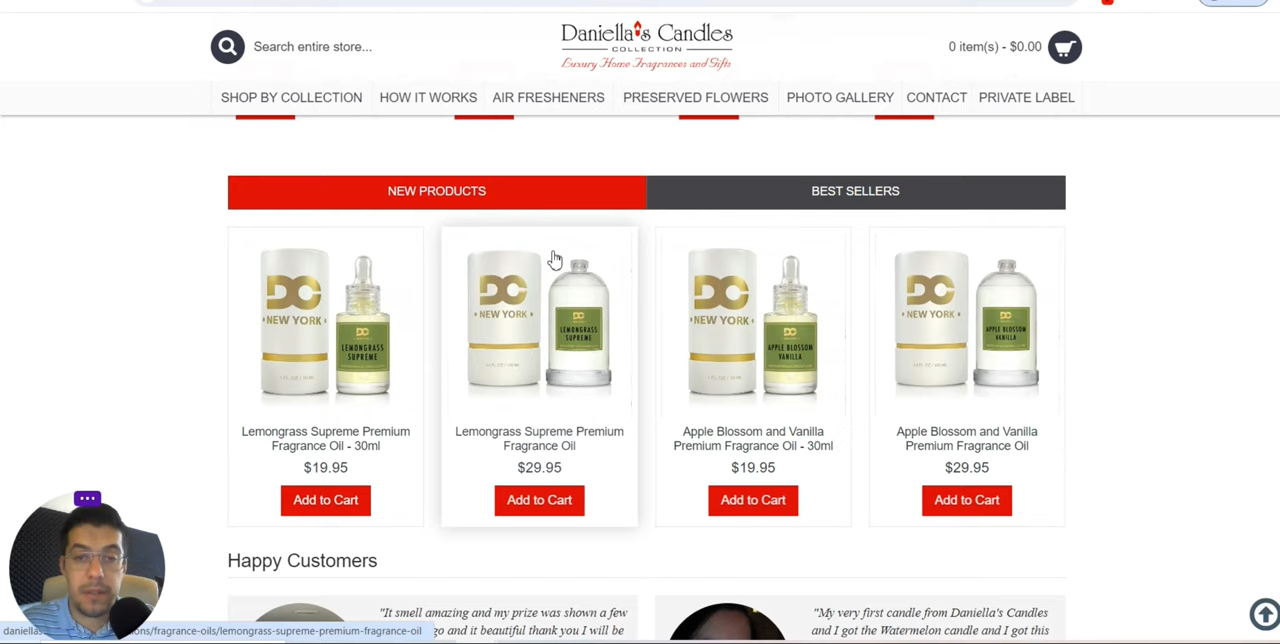 Search entire store...
Daniella's Candles
COLLECTION
Luxury Home Fragrances and Gifts
0 item(s) - $0.00
SHOP BY COLLECTION HOW IT WORKS AIR FRESHENERS PRESERVED FLOWERS PHOTO GALLERY CONTACT PRIVATE LABEL
NEW PRODUCTS BEST SELLERS
DC
NEW YORK
DC
LEMONGRASS
SUPREME
DC
NEW YORK
DC
LEMONGRASS
SUPREME
DC
NEW YORK
DC
APPLE BLOSSOM
VANILLA
DC
NEW YORK
DC
APPLE BLOSSOM
VANILLA
Lemongrass Supreme Premium
Fragrance Oil - 30ml
$19.95
Add to Cart
Lemongrass Supreme Premium
Fragrance Oil
$29.95
Add to Cart
Apple Blossom and Vanilla
Premium Fragrance Oil - 30ml
$19.95
Add to Cart
Apple Blossom and Vanilla
Premium Fragrance Oil
$29.95
Add to Cart
Happy Customers
"It smell amazing and my prize was shown a few
go and it beautiful thank you I will be
"My very first candle from Daniella's Candles
and I got the Watermelon candle and I got this
daniellas
ons/fragrance-oils/lemongrass-supreme-premium-fragrance-oil